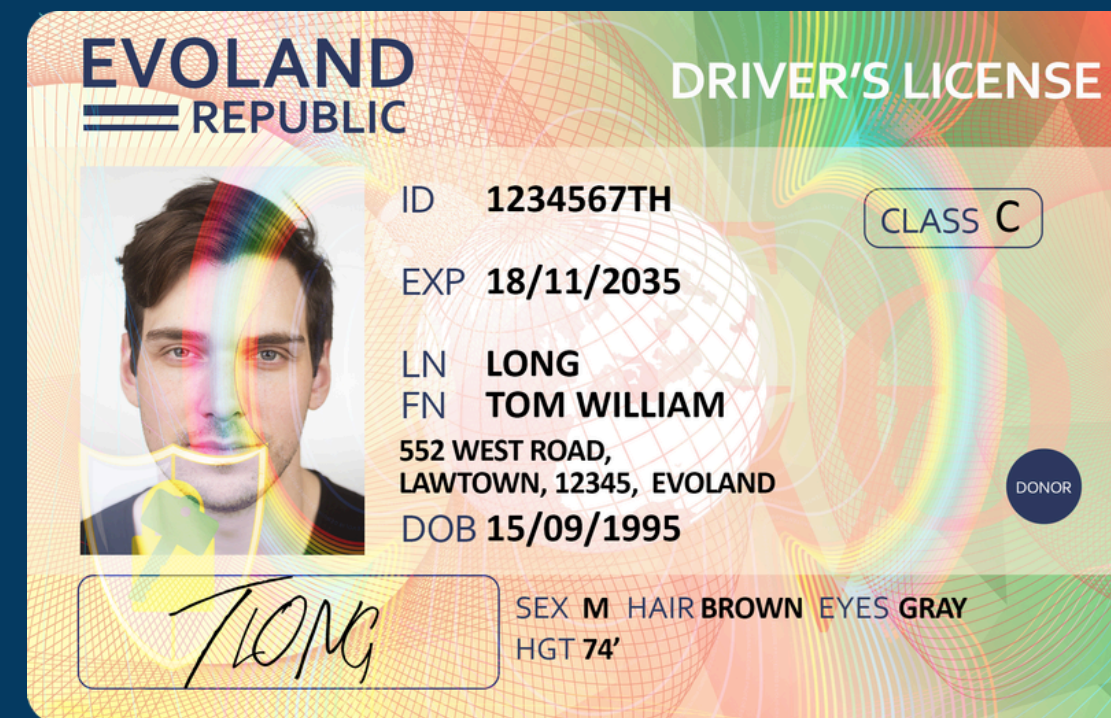 EVOLAND
REPUBLIC
DRIVER'S LICENSE
ID 1234567TH
CLASS C
EXP 18/11/2035
LN LONG
FN TOM WILLIAM
552 WEST ROAD,
LAWTOWN, 12345, EVOLAND
DONOR
DOB 15/09/1995
TLONG
SEX M HAIR BROWN EYES GRAY
HGT 74'